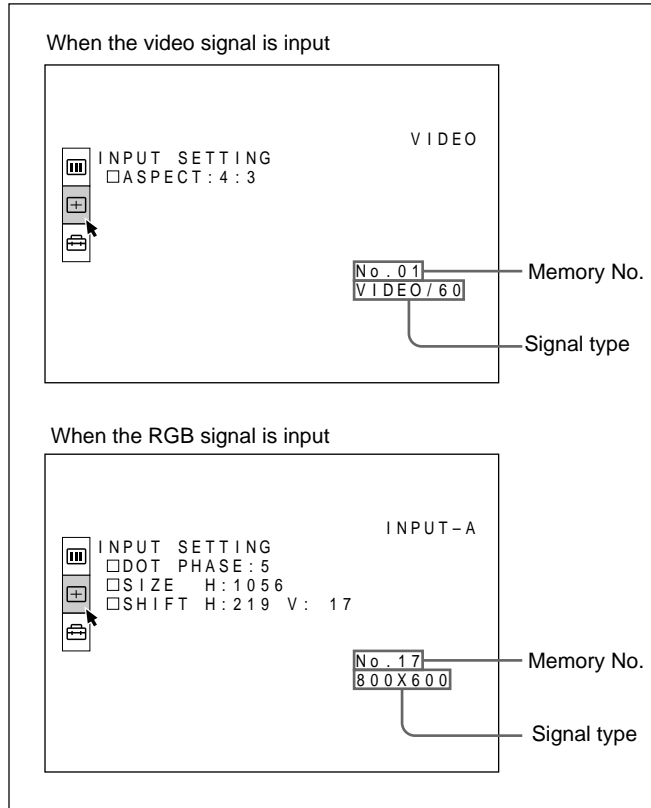 When the video signal is input
VIDEO
INPUT SETTING
□ASPECT:4:3
No.01
Memory No.
VIDEO/60
Signal type
When the RGB signal is input
INPUT–A
INPUT SETTING
□DOT PHASE:5
□SIZE H:1056
□SHIFT H:219 V: 17
No.17
Memory No.
800X600
Signal type